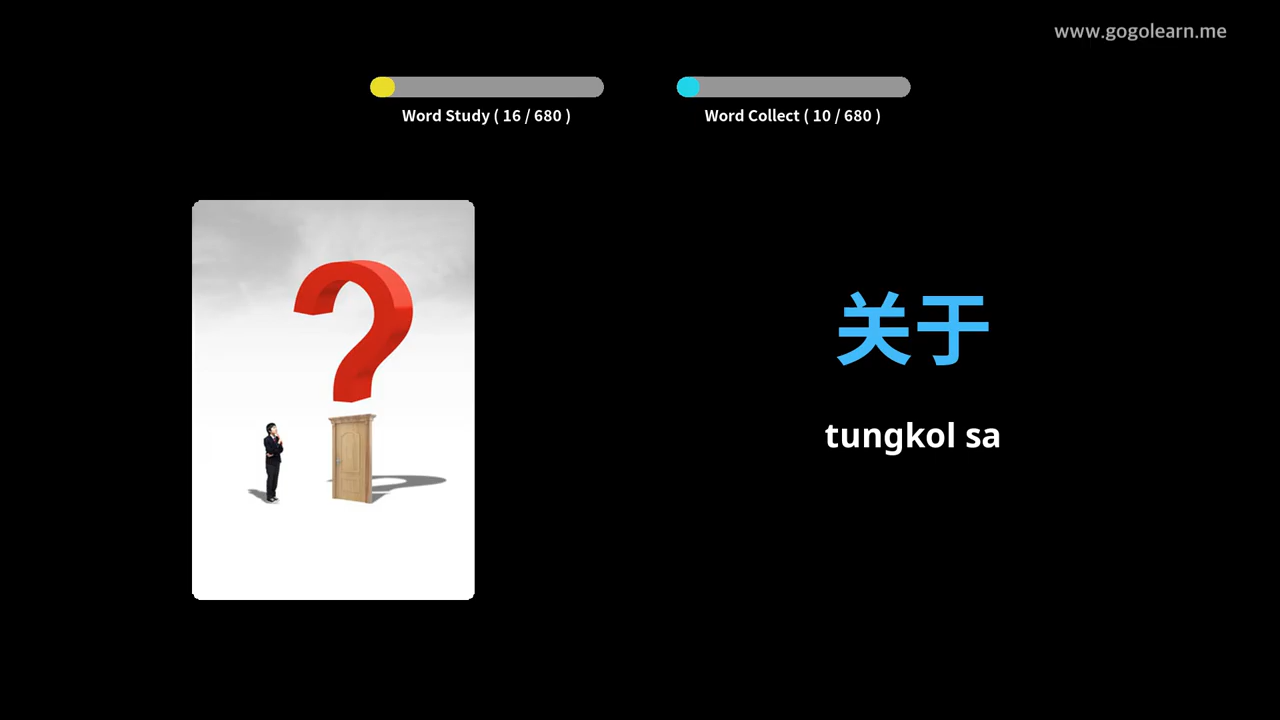 www.gogolearn.me
Word Study ( 16 / 680 )
Word Collect ( 10 / 680 )
?
关于
tungkol sa